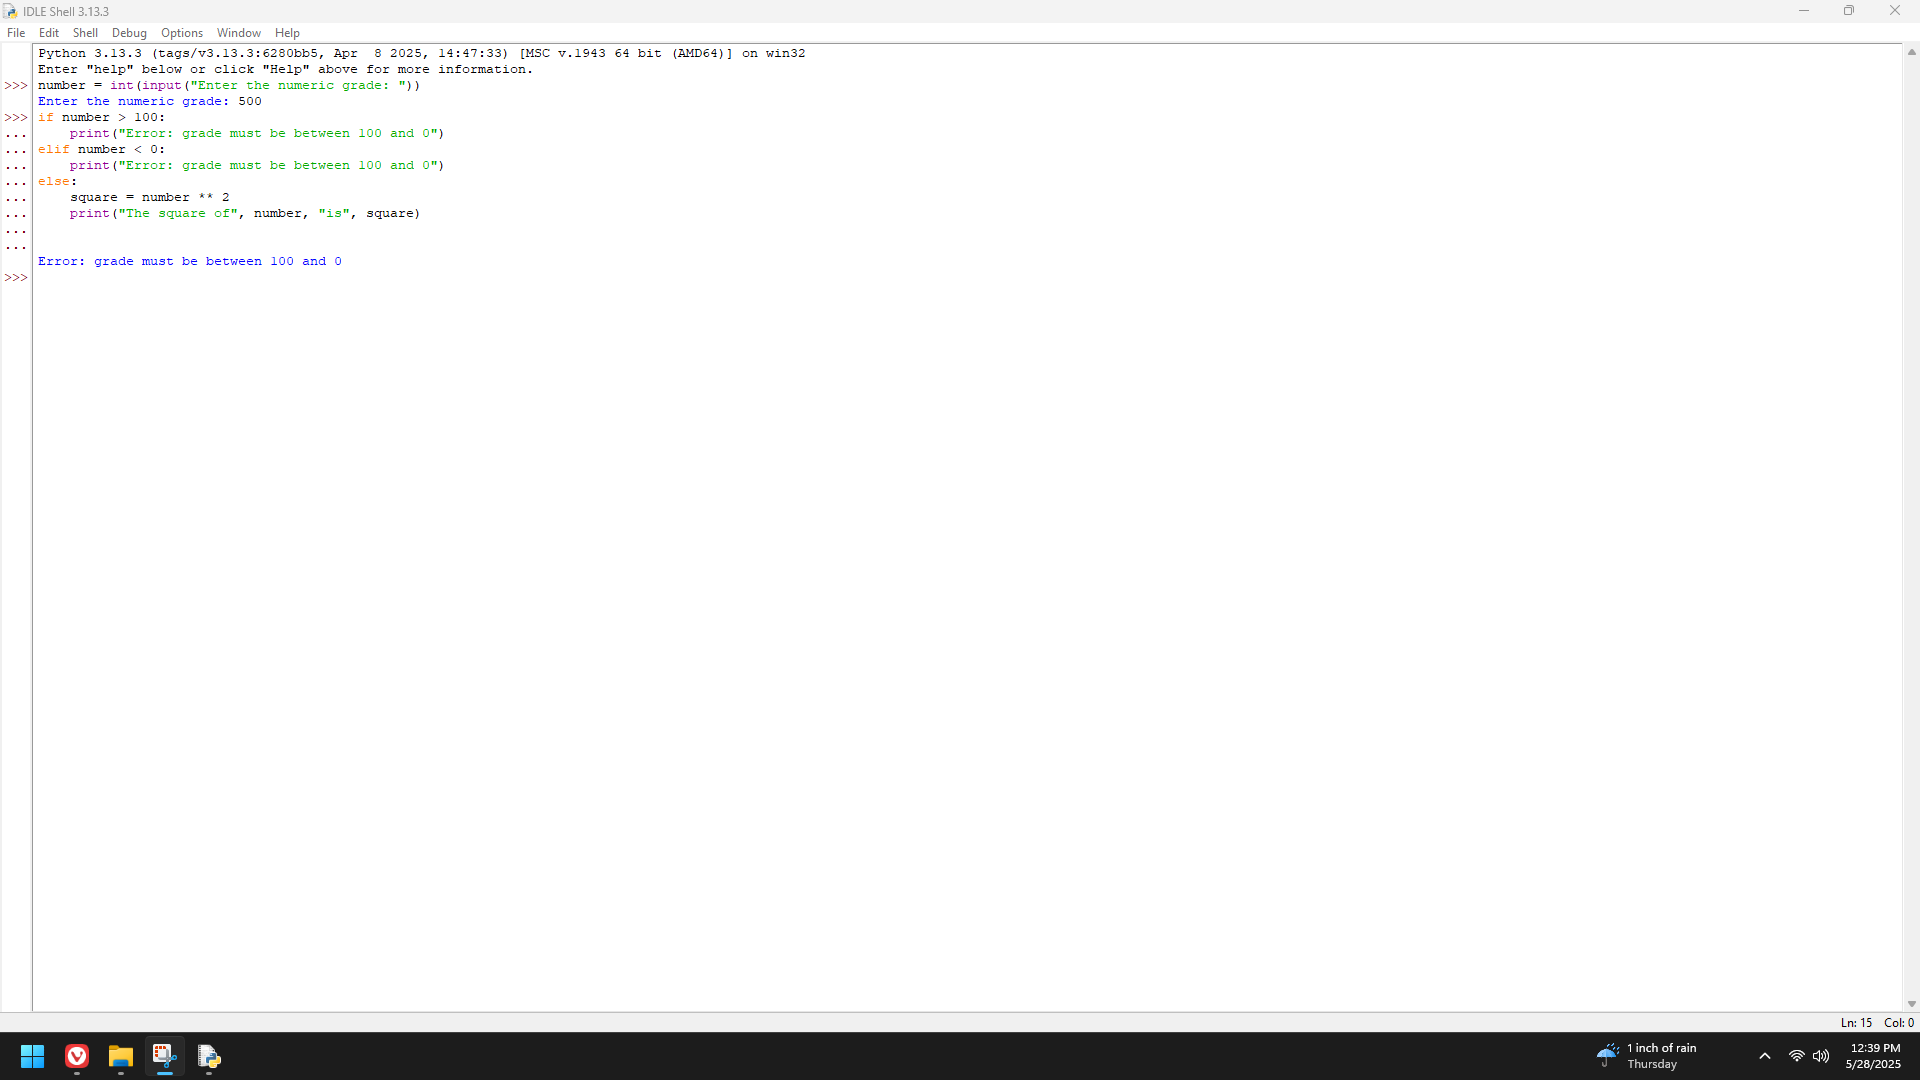 IDLE Shell 3.13.3
File Edit Shell Debug Options Window Help
Python 3.13.3 (tags/v3.13.3:6280bb5, Apr  8 2025, 14:47:33) [MSC v.1943 64 bit (AMD64)] on win32
Enter "help" below or click "Help" above for more information.
>>> number = int(input("Enter the numeric grade: "))
Enter the numeric grade: 500
>>> if number > 100:
...     print("Error: grade must be between 100 and 0")
... elif number < 0:
...     print("Error: grade must be between 100 and 0")
... else:
...     square = number ** 2
...     print("The square of", number, "is", square)
...
...
Error: grade must be between 100 and 0
>>>
Ln: 15 Col: 0
1 inch of rain
Thursday
12:39 PM
5/28/2025